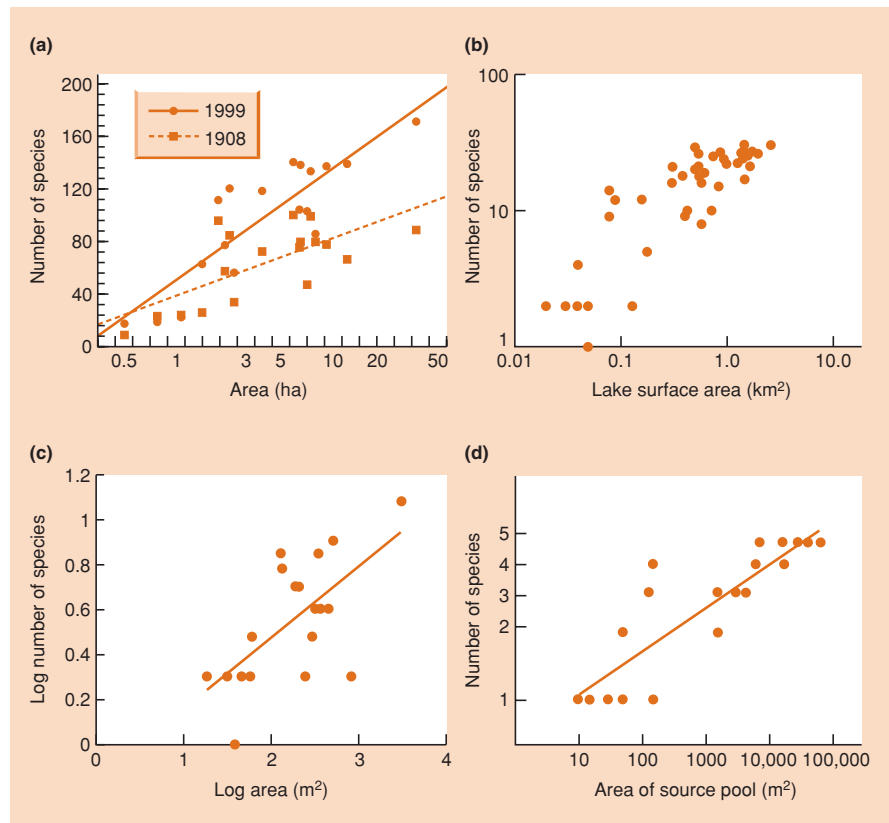 (a)
200
160
120
80
40
0
Number of species
1999
1908
0.5 1 3 5 10 20 50
Area (ha)
(b)
100
10
1
Number of species
0.01 0.1 1.0 10.0
Lake surface area (km²)
(c)
1.2
1
0.8
0.6
0.4
0.2
0
Log number of species
0 1 2 3 4
Log area (m²)
(d)
5
4
3
2
1
Number of species
10 100 1000 10,000 100,000
Area of source pool (m²)